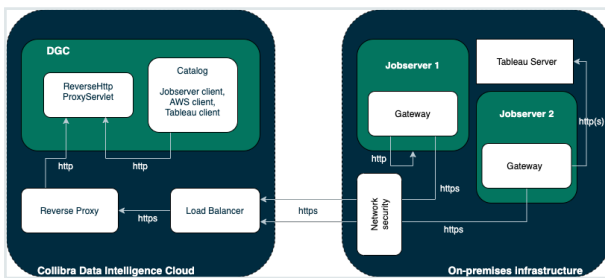 DGC
ReverseHttp
ProxyServlet
Catalog
Jobserver client,
AWS client,
Tableau client
http
http
Reverse Proxy
https
Load Balancer
https
https
Collibra Data Intelligence Cloud
Jobserver 1
Gateway
http
Tableau Server
http(s)
Jobserver 2
Gateway
https
https
Network
security
On-premises infrastructure